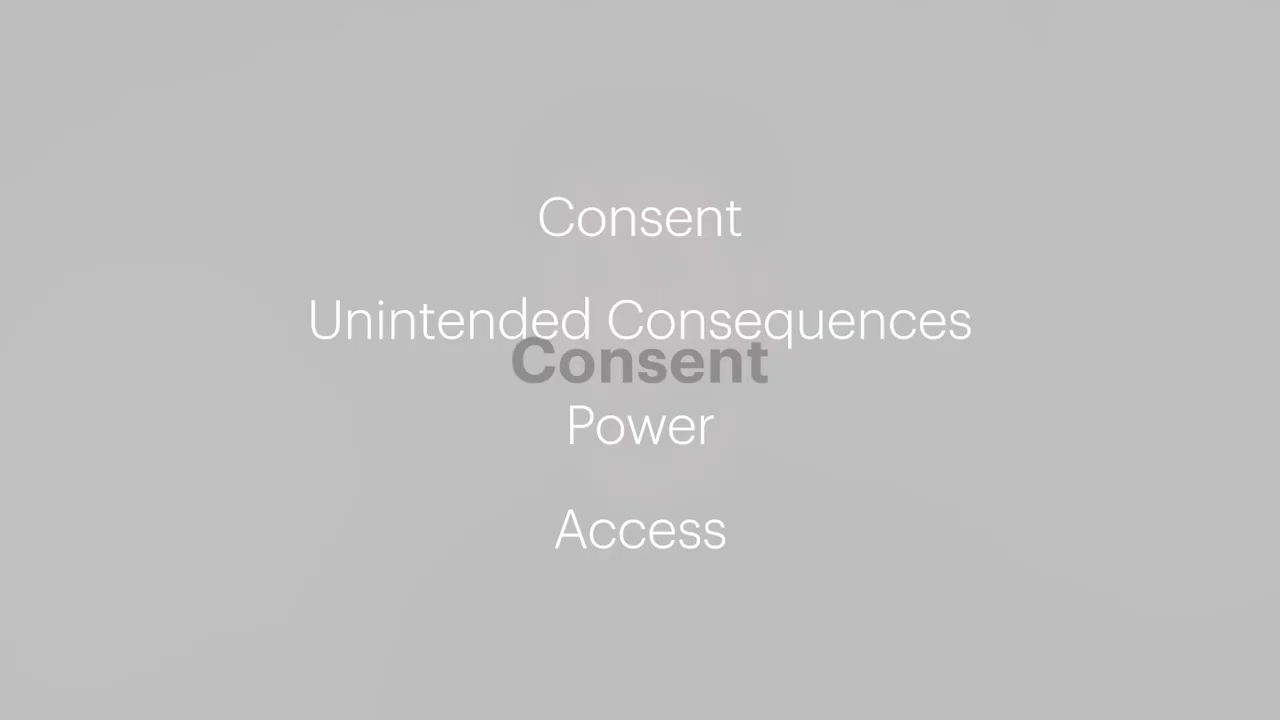 Consent
Unintended Consequences
Consent
Power
Access